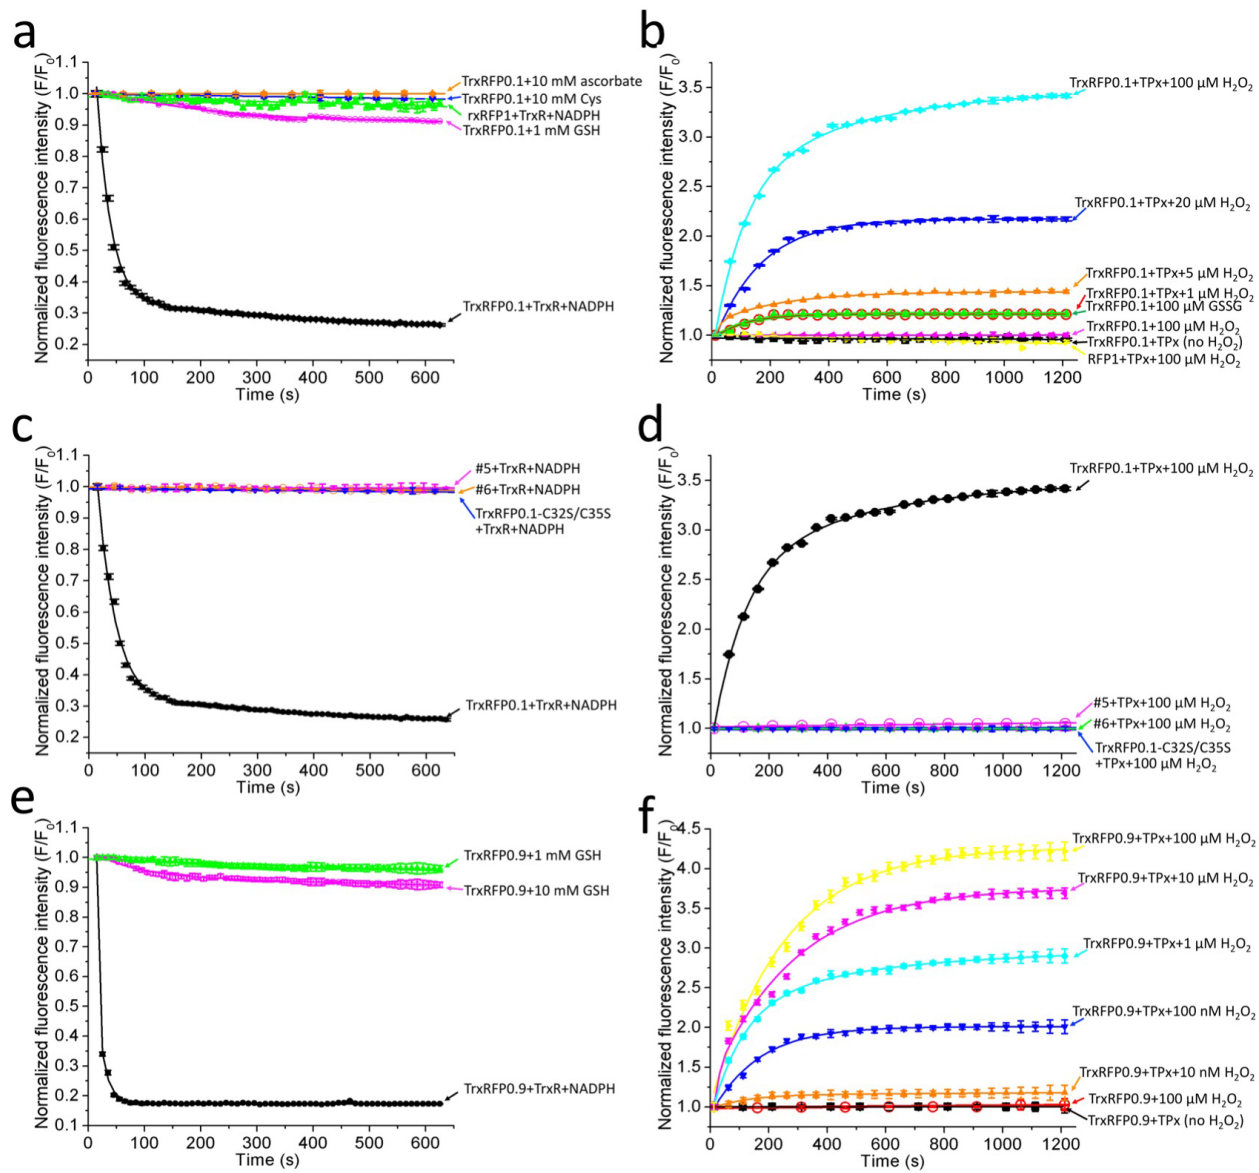 a
Normalized fluorescence intensity (F/F₀)
1.1
1.0
0.9
0.8
0.7
0.6
0.5
0.4
0.3
0.2
0 100 200 300 400 500 600
Time (s)
TrxRFP0.1+10 mM ascorbate
TrxRFP0.1+10 mM Cys
rxRFP1+TrxR+NADPH
TrxRFP0.1+1 mM GSH
TrxRFP0.1+TrxR+NADPH
b
Normalized fluorescence intensity (F/F₀)
3.5
3.0
2.5
2.0
1.5
1.0
0 200 400 600 800 1000 1200
Time (s)
TrxRFP0.1+TPx+100 μM H₂O₂
TrxRFP0.1+TPx+20 μM H₂O₂
TrxRFP0.1+TPx+5 μM H₂O₂
TrxRFP0.1+TPx+1 μM H₂O₂
TrxRFP0.1+100 μM GSSG
TrxRFP0.1+100 μM H₂O₂
TrxRFP0.1+TPx (no H₂O₂)
RFP1+TPx+100 μM H₂O₂
c
Normalized fluorescence intensity (F/F₀)
1.1
1.0
0.9
0.8
0.7
0.6
0.5
0.4
0.3
0.2
0 100 200 300 400 500 600
Time (s)
#5+TrxR+NADPH
#6+TrxR+NADPH
TrxRFP0.1-C32S/C35S
+TrxR+NADPH
TrxRFP0.1+TrxR+NADPH
d
Normalized fluorescence intensity (F/F₀)
3.5
3.0
2.5
2.0
1.5
1.0
0 200 400 600 800 1000 1200
Time (s)
TrxRFP0.1+TPx+100 μM H₂O₂
#5+TPx+100 μM H₂O₂
#6+TPx+100 μM H₂O₂
TrxRFP0.1-C32S/C35S
+TPx+100 μM H₂O₂
e
Normalized fluorescence intensity (F/F₀)
1.1
1.0
0.9
0.8
0.7
0.6
0.5
0.4
0.3
0.2
0.1
0 100 200 300 400 500 600
Time (s)
TrxRFP0.9+1 mM GSH
TrxRFP0.9+10 mM GSH
TrxRFP0.9+TrxR+NADPH
f
Normalized fluorescence intensity (F/F₀)
4.5
4.0
3.5
3.0
2.5
2.0
1.5
1.0
0 200 400 600 800 1000 1200
Time (s)
TrxRFP0.9+TPx+100 μM H₂O₂
TrxRFP0.9+TPx+10 μM H₂O₂
TrxRFP0.9+TPx+1 μM H₂O₂
TrxRFP0.9+TPx+100 nM H₂O₂
TrxRFP0.9+TPx+10 nM H₂O₂
TrxRFP0.9+100 μM H₂O₂
TrxRFP0.9+TPx (no H₂O₂)